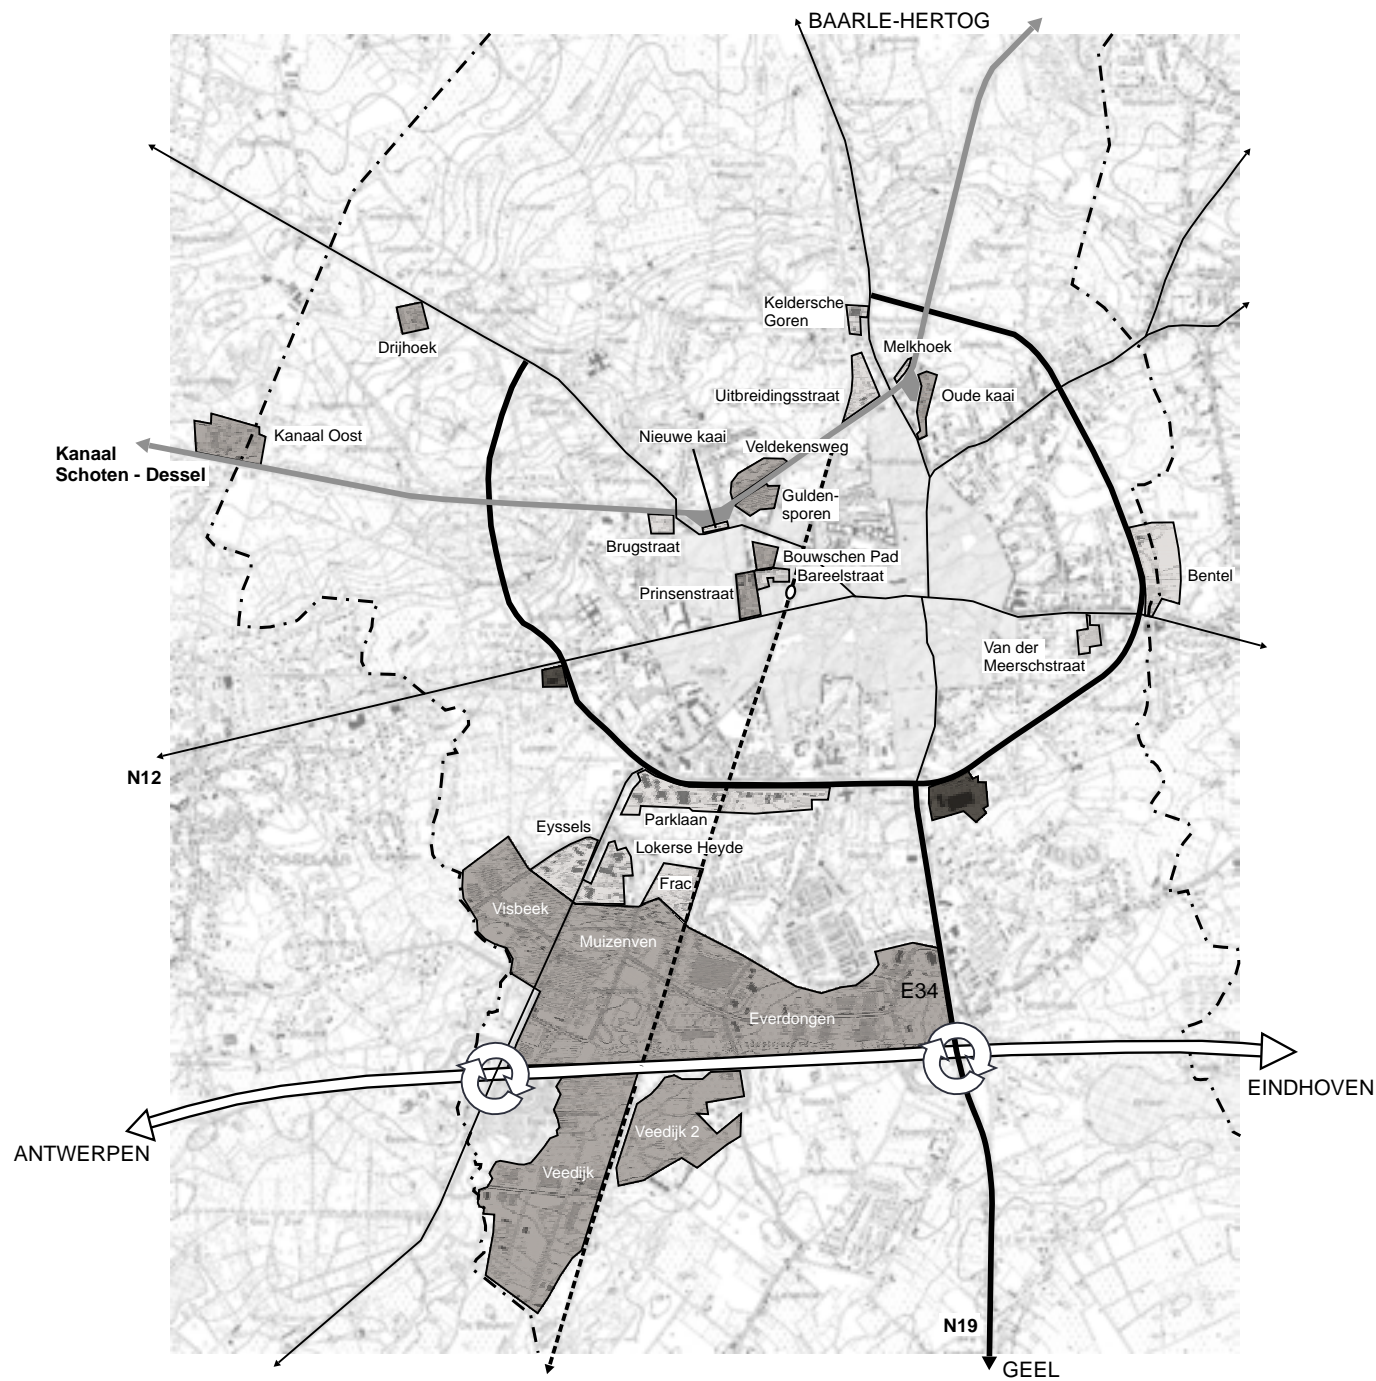 BAARLE-HERTOG
Keldersche
Goren
Melkhoek
Drijhoek
Uitbreidingsstraat
Oude kaai
Kanaal Oost
Nieuwe kaai
Veldekensweg
Kanaal
Schoten - Dessel
Gulden-
sporen
Brugstraat
Bouwschen Pad
Bareelstraat
Bentel
Prinsenstraat
Van der
Meerschstraat
N12
Parklaan
Eyssels
Lokerse Heyde
Frac
Visbeek
Muizenven
E34
Everdongen
EINDHOVEN
Veedijk 2
ANTWERPEN
Veedijk
N19
GEEL